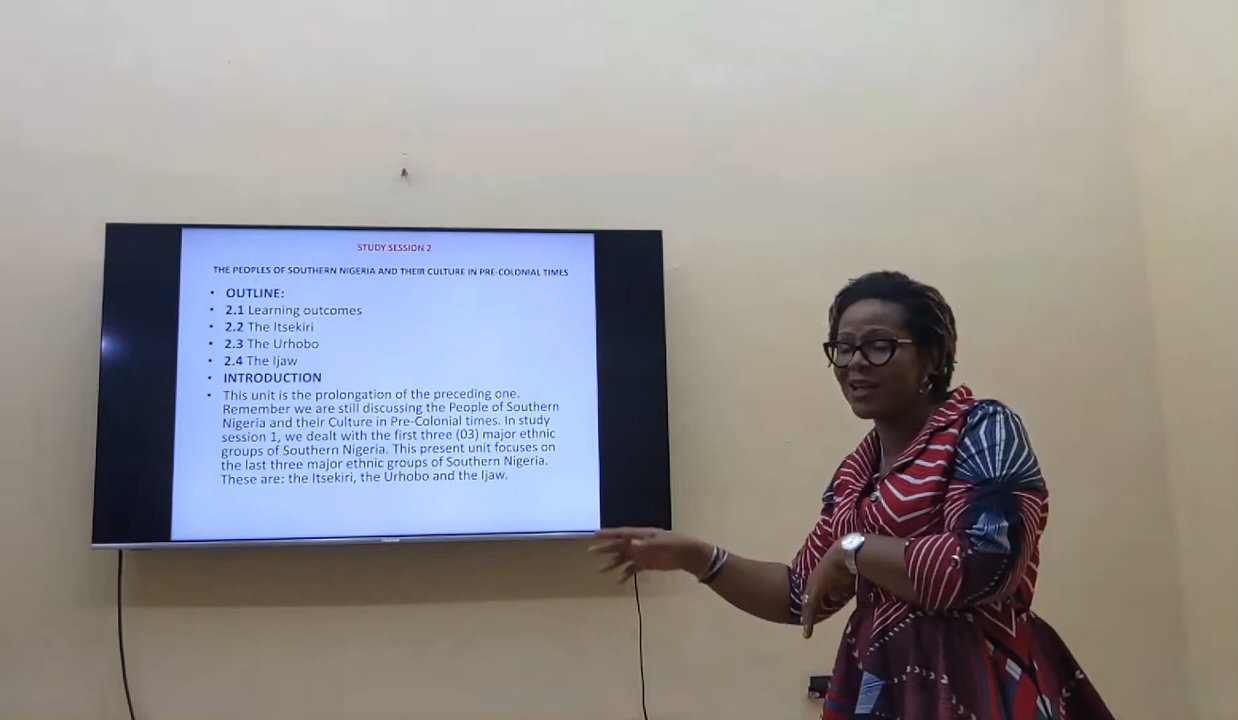 STUDY SESSION 2
THE PEOPLES OF SOUTHERN NIGERIA AND THEIR CULTURE IN PRE-COLONIAL TIMES
• OUTLINE:
• 2.1 Learning outcomes
• 2.2 The Itsekiri
• 2.3 The Urhobo
• 2.4 The Ijaw
• INTRODUCTION
• This unit is the prolongation of the preceding one.
Remember we are still discussing the People of Southern
Nigeria and their Culture in Pre-Colonial times. In study
session 1, we dealt with the first three (03) major ethnic
groups of Southern Nigeria. This present unit focuses on
the last three major ethnic groups of Southern Nigeria.
These are: the Itsekiri, the Urhobo and the Ijaw.